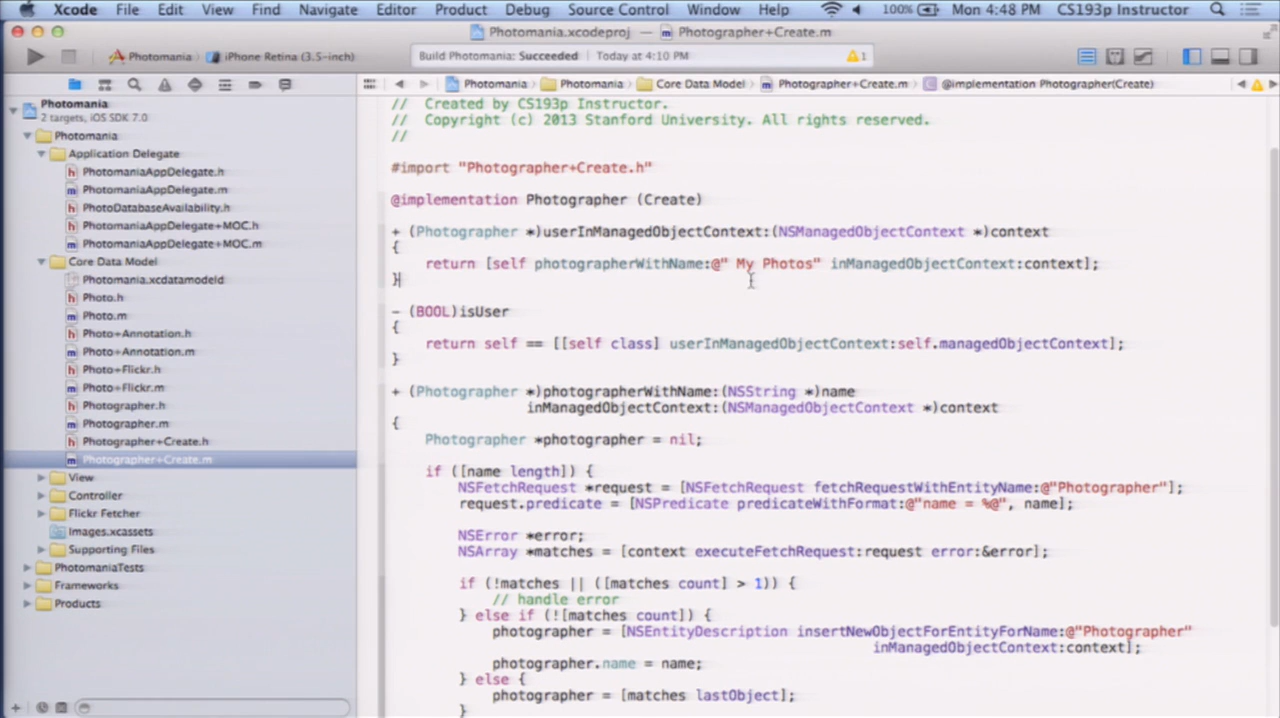 Xcode File Edit View Find Navigate Editor Product Debug Source Control Window Help 100% Mon 4:48 PM CS193p Instructor
Photomania.xcodeproj — Photographer+Create.m
Photomania iPhone Retina (3.5-inch) Build Photomania: Succeeded Today at 4:10 PM 1
Photomania Photomania Core Data Model Photographer+Create.m @implementation Photographer(Create)
Photomania
2 targets, iOS SDK 7.0
Photomania
Application Delegate
PhotomaniaAppDelegate.h
PhotomaniaAppDelegate.m
PhotoDatabaseAvailability.h
PhotomaniaAppDelegate+MOC.h
PhotomaniaAppDelegate+MOC.m
Core Data Model
Photomania.xcdatamodeld
Photo.h
Photo.m
Photo+Annotation.h
Photo+Annotation.m
Photo+Flickr.h
Photo+Flickr.m
Photographer.h
Photographer.m
Photographer+Create.h
Photographer+Create.m
View
Controller
Flickr Fetcher
Images.xcassets
Supporting Files
PhotomaniaTests
Frameworks
Products
// Created by CS193p Instructor.
// Copyright (c) 2013 Stanford University. All rights reserved.
//
#import "Photographer+Create.h"
@implementation Photographer (Create)
+ (Photographer *)userInManagedObjectContext:(NSManagedObjectContext *)context
{
return [self photographerWithName:@" My Photos" inManagedObjectContext:context];
}
- (BOOL)isUser
{
return self == [[self class] userInManagedObjectContext:self.managedObjectContext];
}
+ (Photographer *)photographerWithName:(NSString *)name
inManagedObjectContext:(NSManagedObjectContext *)context
{
Photographer *photographer = nil;
if ([name length]) {
NSFetchRequest *request = [NSFetchRequest fetchRequestWithEntityName:@"Photographer"];
request.predicate = [NSPredicate predicateWithFormat:@"name = %@", name];
NSError *error;
NSArray *matches = [context executeFetchRequest:request error:&error];
if (!matches || ([matches count] > 1)) {
// handle error
} else if (![matches count]) {
photographer = [NSEntityDescription insertNewObjectForEntityForName:@"Photographer"
inManagedObjectContext:context];
photographer.name = name;
} else {
photographer = [matches lastObject];
}